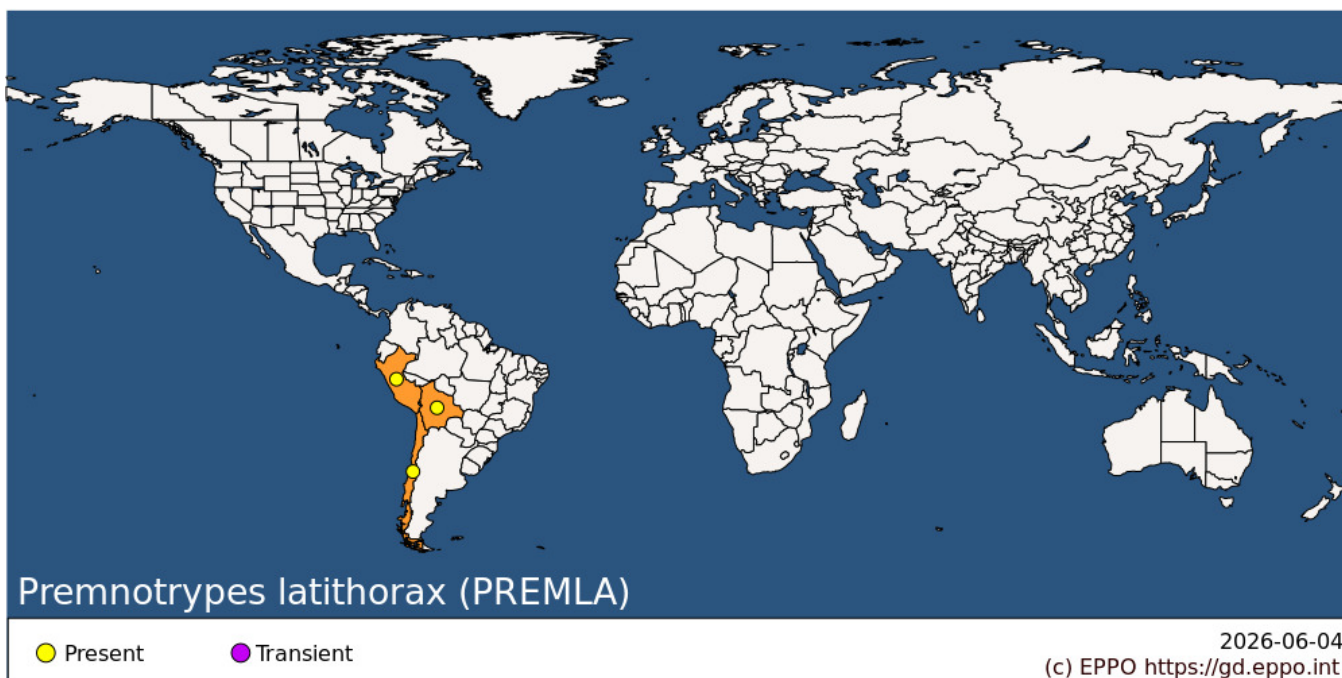 Premnotrypes latithorax (PREMLA)
Present
Transient
2026-06-04
(c) EPPO https://gd.eppo.int